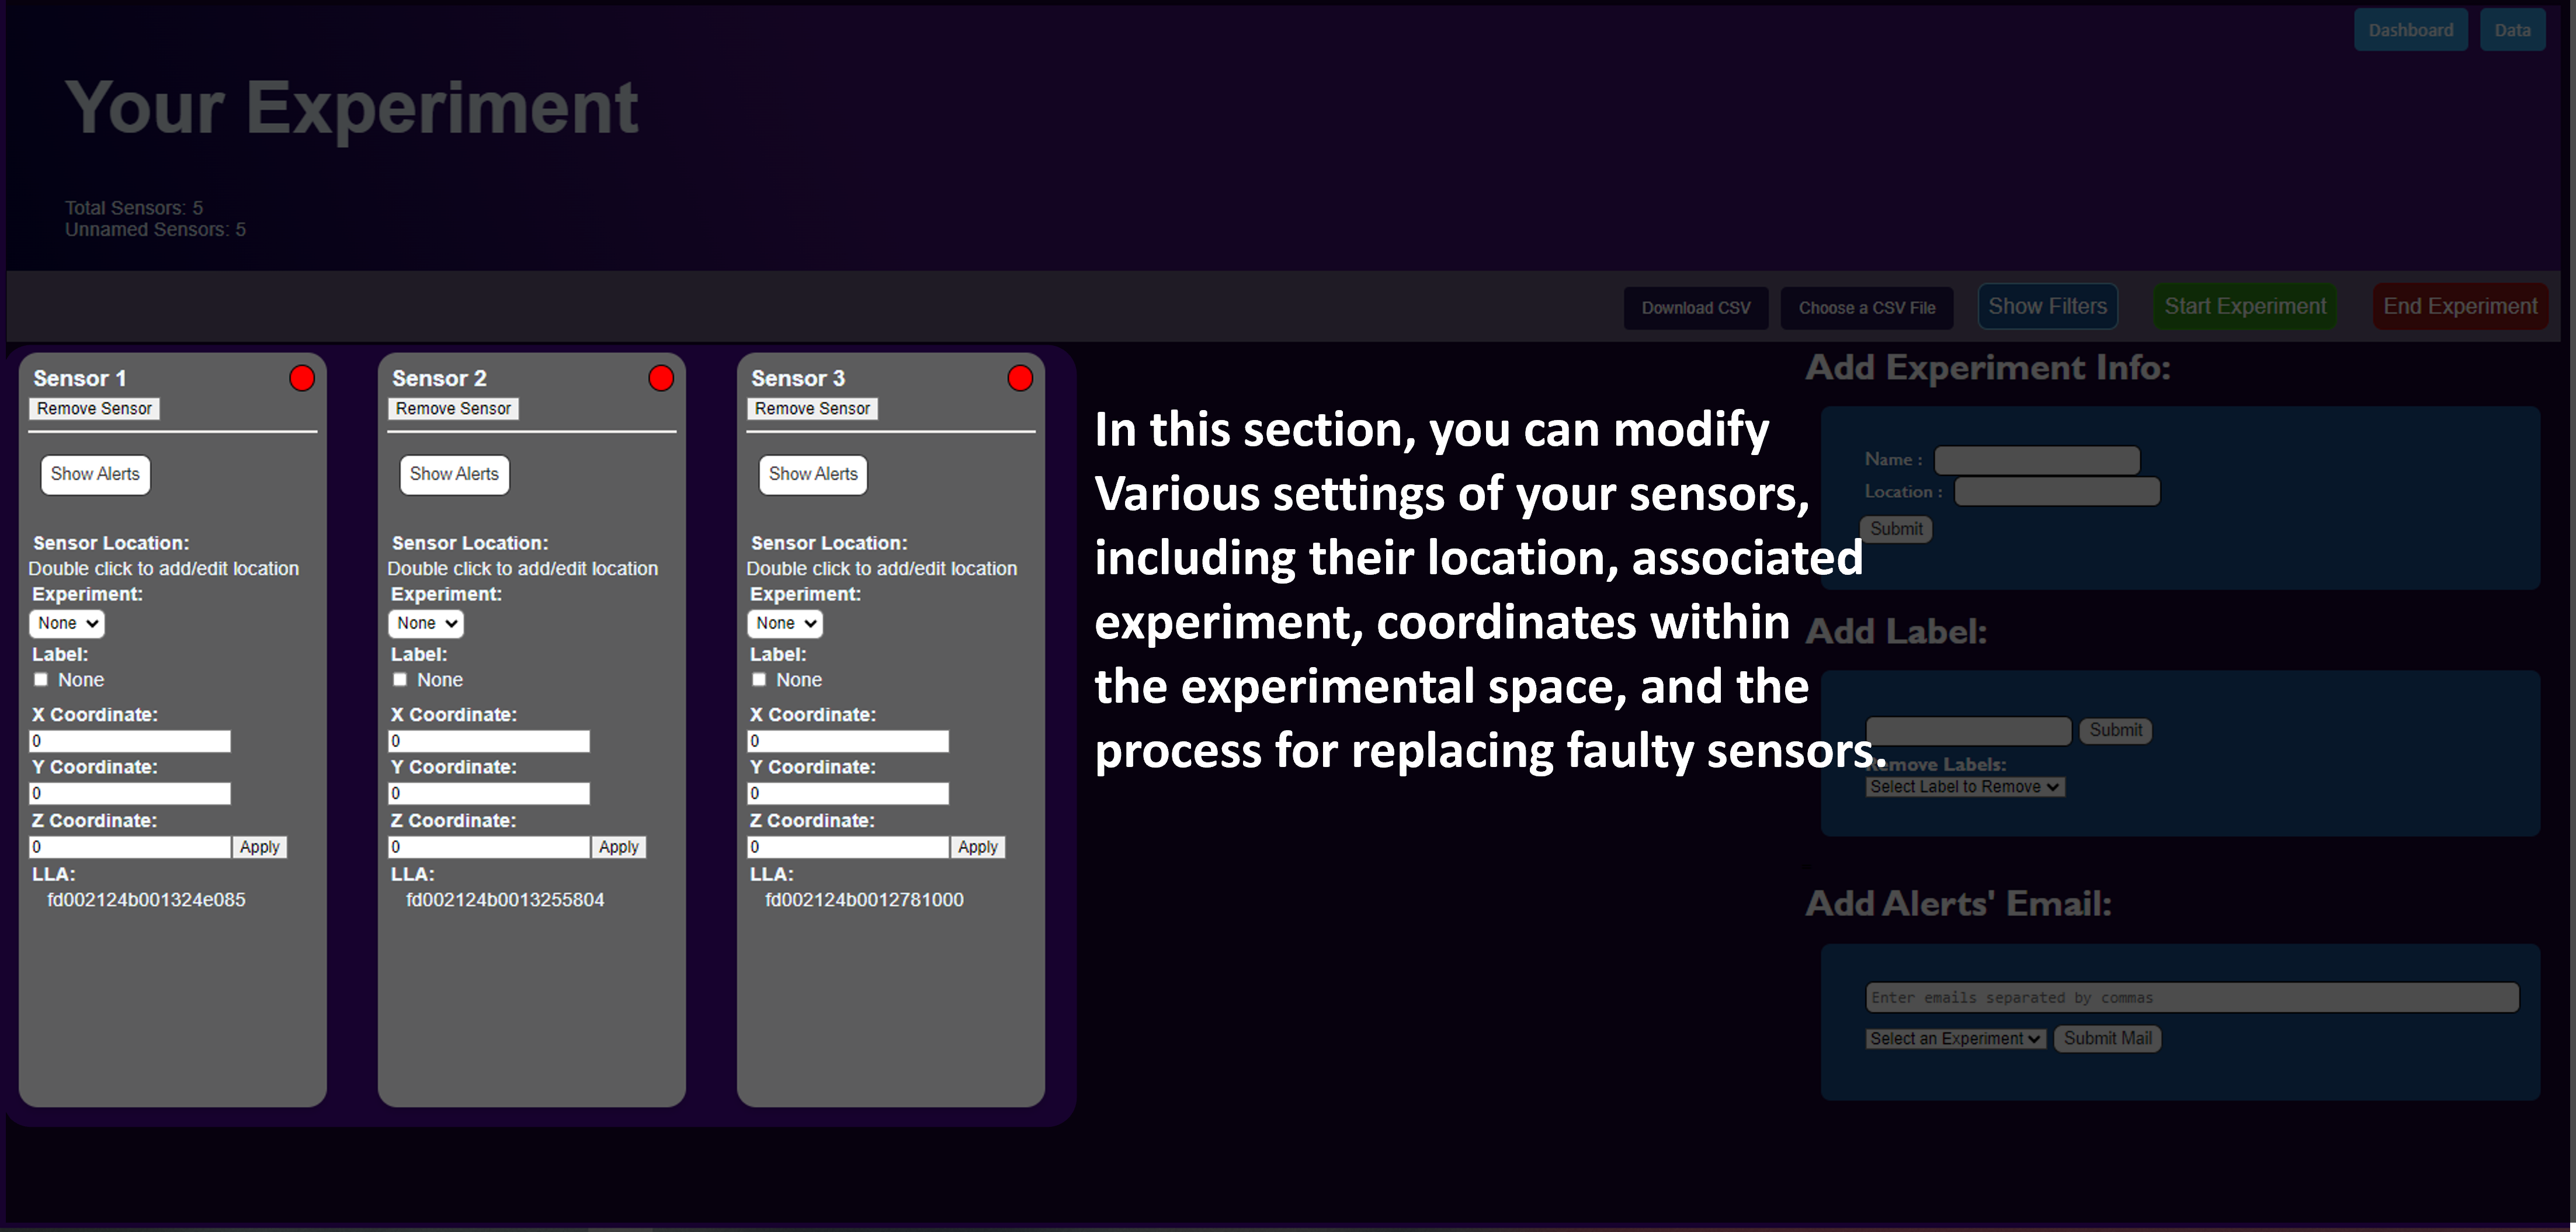 Dashboard Data
Your Experiment
Total Sensors: 5
Unnamed Sensors: 5
Download CSV Choose a CSV File Show Filters Start Experiment End Experiment
Sensor 1
Remove Sensor
Show Alerts
Sensor Location:
Double click to add/edit location
Experiment:
None
Label:
None
X Coordinate:
0
Y Coordinate:
0
Z Coordinate:
0 Apply
LLA:
fd002124b001324e085
Sensor 2
Remove Sensor
Show Alerts
Sensor Location:
Double click to add/edit location
Experiment:
None
Label:
None
X Coordinate:
0
Y Coordinate:
0
Z Coordinate:
0 Apply
LLA:
fd002124b0013255804
Sensor 3
Remove Sensor
Show Alerts
Sensor Location:
Double click to add/edit location
Experiment:
None
Label:
None
X Coordinate:
0
Y Coordinate:
0
Z Coordinate:
0 Apply
LLA:
fd002124b0012781000
In this section, you can modify
Various settings of your sensors,
including their location, associated
experiment, coordinates within
the experimental space, and the
process for replacing faulty sensors.
Add Experiment Info:
Name :
Location :
Submit
Add Label:
Submit
Remove Labels:
Select Label to Remove
Add Alerts' Email:
Enter emails separated by commas
Select an Experiment Submit Mail